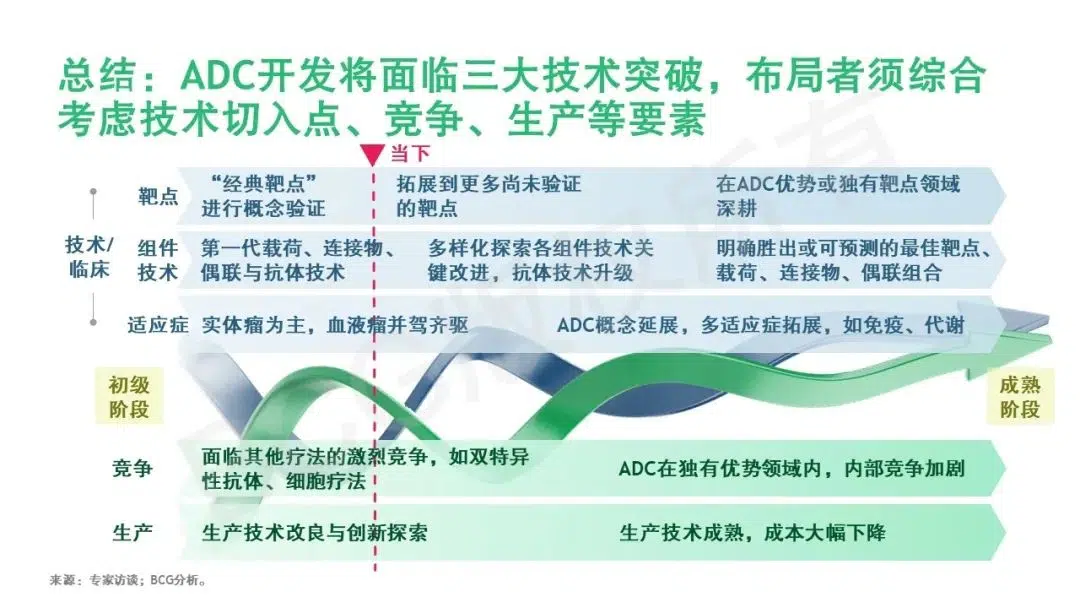 总结：ADC开发将面临三大技术突破，布局者须综合
考虑技术切入点、竞争、生产等要素
当下
技术/
临床
靶点
“经典靶点”
进行概念验证
拓展到更多尚未验证
的靶点
在ADC优势或独有靶点领域
深耕
组件
技术
第一代载荷、连接物、
偶联与抗体技术
多样化探索各组件技术关
键改进，抗体技术升级
明确胜出或可预测的最佳靶点、
载荷、连接物、偶联组合
适应症
实体瘤为主，血液瘤并驾齐驱
ADC概念延展，多适应症拓展，如免疫、代谢
初级
阶段
成熟
阶段
竞争
面临其他疗法的激烈竞争，如双特异
性抗体、细胞疗法
ADC在独有优势领域内，内部竞争加剧
生产
生产技术改良与创新探索
生产技术成熟，成本大幅下降
来源：专家访谈；BCG分析。